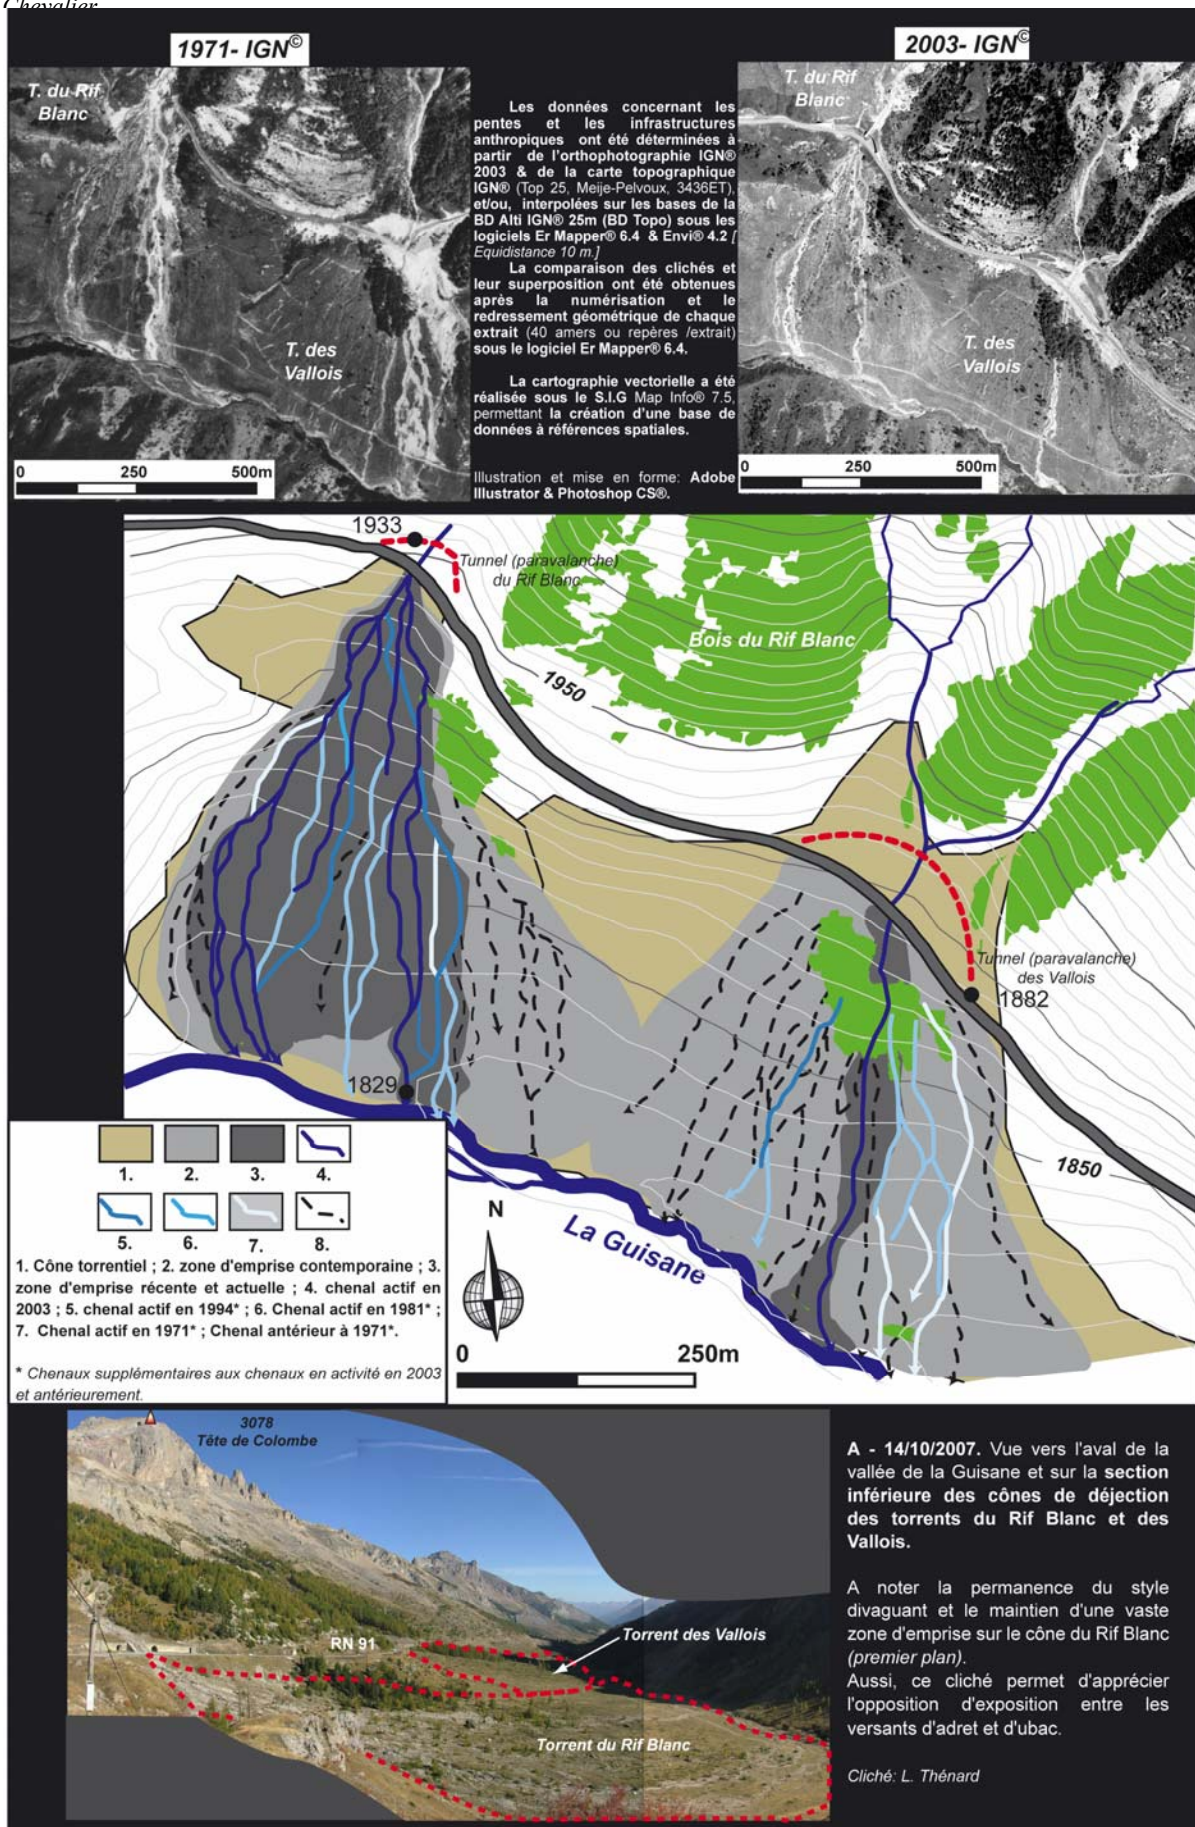 Chevalier
1971- IGN©
2003- IGN©
T. du Rif
Blanc
T. des
Vallois
0 250 500m
Les données concernant les
pentes et les infrastructures
anthropiques ont été déterminées à
partir de l'orthophotographie IGN®
2003 & de la carte topographique
IGN® (Top 25, Meije-Pelvoux, 3436ET),
et/ou, interpolées sur les bases de la
BD Alti IGN® 25m (BD Topo) sous les
logiciels Er Mapper® 6.4 & Envi® 4.2 [
Equidistance 10 m.]
La comparaison des clichés et
leur superposition ont été obtenues
après la numérisation et le
redressement géométrique de chaque
extrait (40 amers ou repères /extrait)
sous le logiciel Er Mapper® 6.4.
La cartographie vectorielle a été
réalisée sous le S.I.G Map Info® 7.5,
permettant la création d'une base de
données à références spatiales.
Illustration et mise en forme: Adobe
Illustrator & Photoshop CS®.
T. du Rif
Blanc
T. des
Vallois
0 250 500m
1933
Tunnel (paravalanche)
du Rif Blanc
Bois du Rif Blanc
1950
Tunnel (paravalanche)
des Vallois
1882
1829
1850
La Guisane
N
0 250m
1. 2. 3. 4.
5. 6. 7. 8.
1. Cône torrentiel ; 2. zone d'emprise contemporaine ; 3.
zone d'emprise récente et actuelle ; 4. chenal actif en
2003 ; 5. chenal actif en 1994* ; 6. Chenal actif en 1981* ;
7. Chenal actif en 1971* ; Chenal antérieur à 1971*.
* Chenaux supplémentaires aux chenaux en activité en 2003
et antérieurement.
3078
Tête de Colombe
RN 91
Torrent des Vallois
Torrent du Rif Blanc
A - 14/10/2007. Vue vers l'aval de la
vallée de la Guisane et sur la section
inférieure des cônes de déjection
des torrents du Rif Blanc et des
Vallois.
A noter la permanence du style
divaguant et le maintien d'une vaste
zone d'emprise sur le cône du Rif Blanc
(premier plan).
Aussi, ce cliché permet d'apprécier
l'opposition d'exposition entre les
versants d'adret et d'ubac.
Cliché: L. Thénard